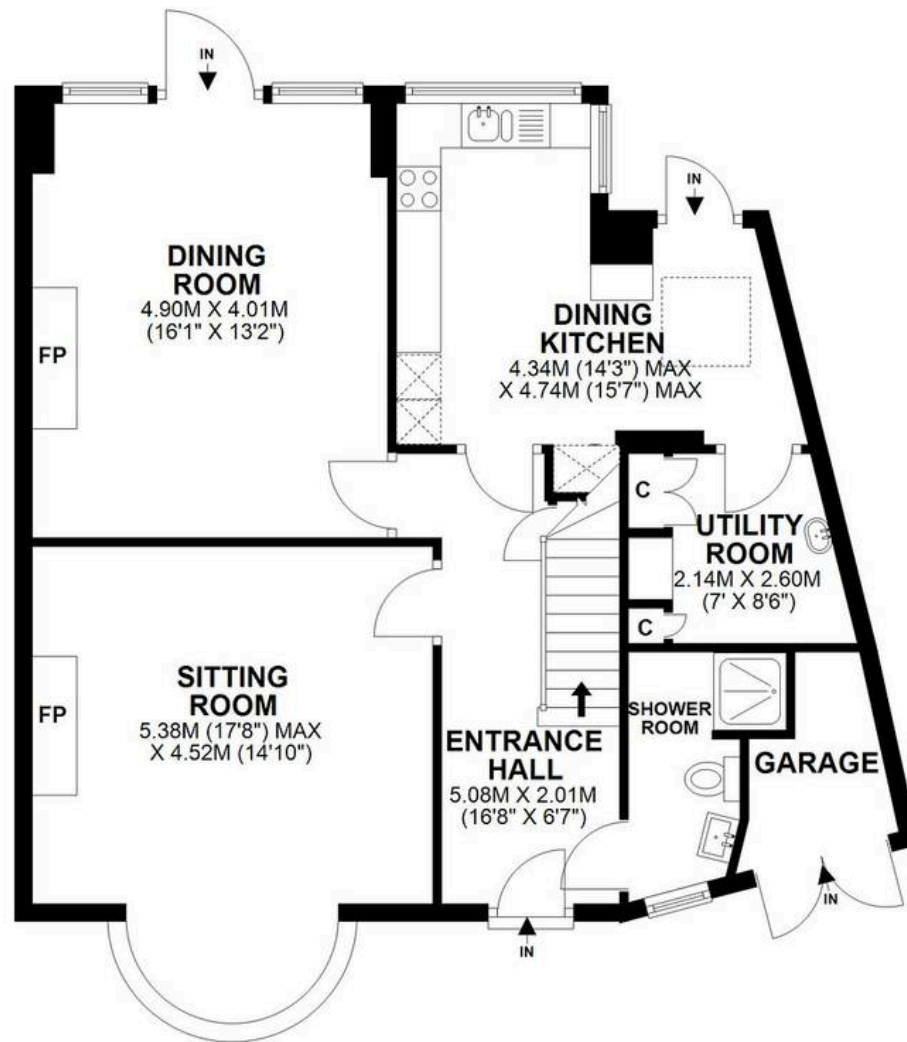 IN
DINING
ROOM
4.90M X 4.01M
(16'1" X 13'2")
FP
IN
DINING
KITCHEN
4.34M (14'3") MAX
X 4.74M (15'7") MAX
C
UTILITY
ROOM
2.14M X 2.60M
(7' X 8'6")
C
SITTING
ROOM
5.38M (17'8") MAX
X 4.52M (14'10")
FP
ENTRANCE
HALL
5.08M X 2.01M
(16'8" X 6'7")
SHOWER
ROOM
GARAGE
IN
IN